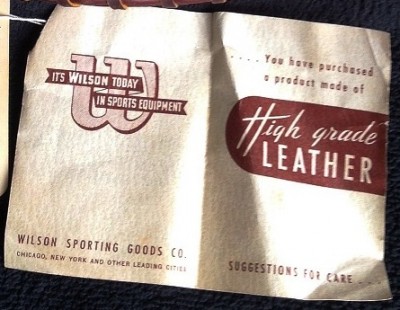 IT'S WILSON TODAY
IN SPORTS EQUIPMENT
WILSON SPORTING GOODS CO.
CHICAGO, NEW YORK AND OTHER LEADING CITIES
.... You have purchased
a product made of
High grade
LEATHER
SUGGESTIONS FOR CARE ...